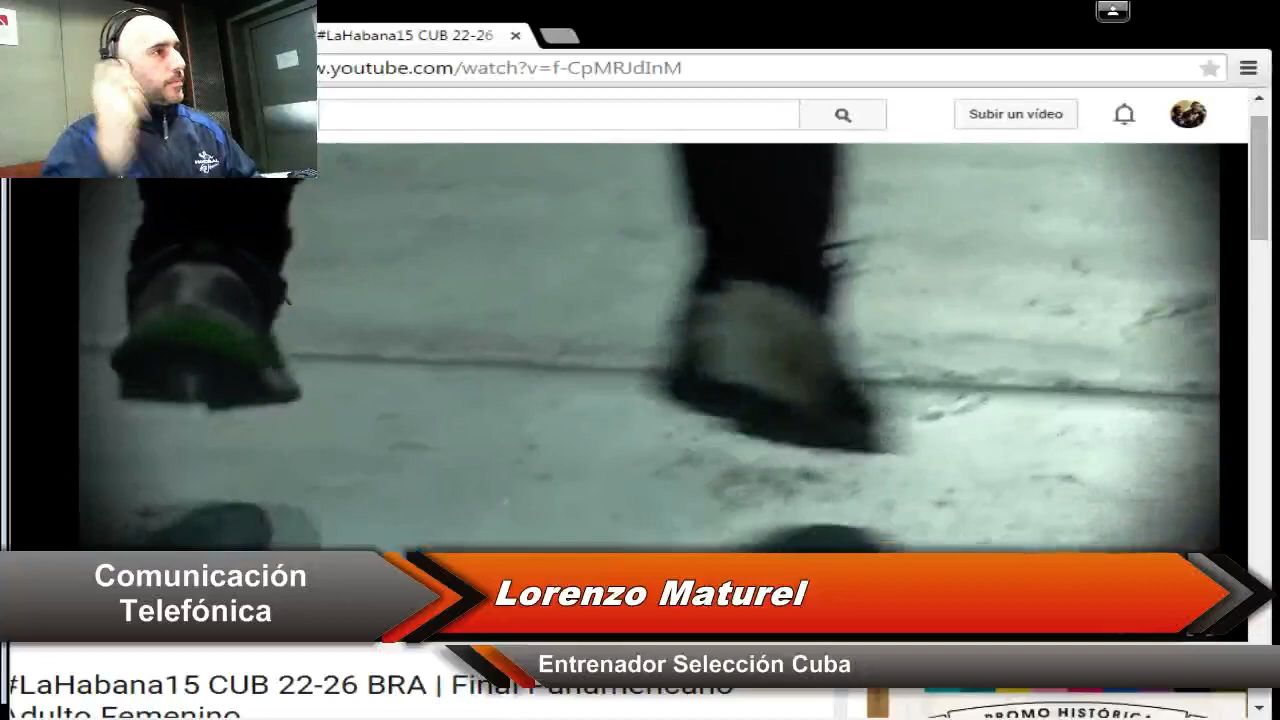 #LaHabana15 CUB 22-26
w.youtube.com/watch?v=f-CpMRJdInM
Subir un vídeo
Comunicación
Telefónica
Lorenzo Maturel
Entrenador Selección Cuba
#LaHabana15 CUB 22-26 BRA | Final Panamericano
Adulto Femenino
PROMO HISTÓRICA